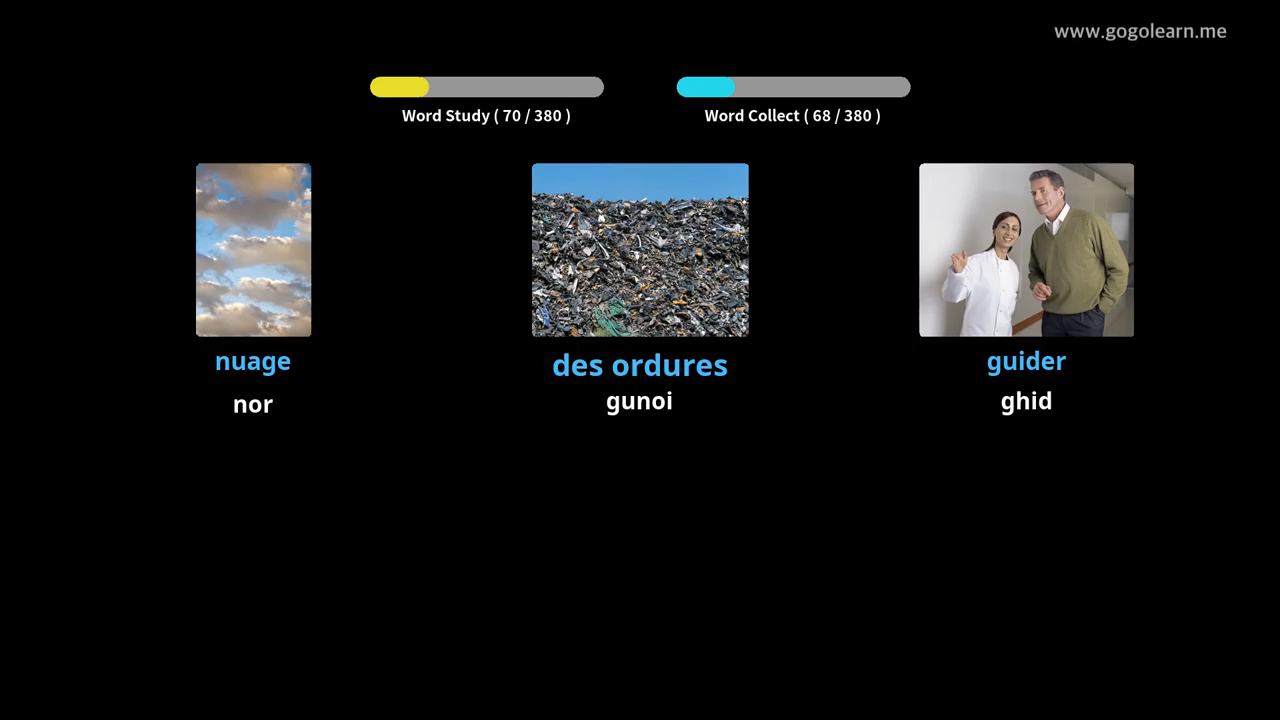 www.gogolearn.me
Word Study ( 70 / 380 )
Word Collect ( 68 / 380 )
nuage
des ordures
guider
nor
gunoi
ghid